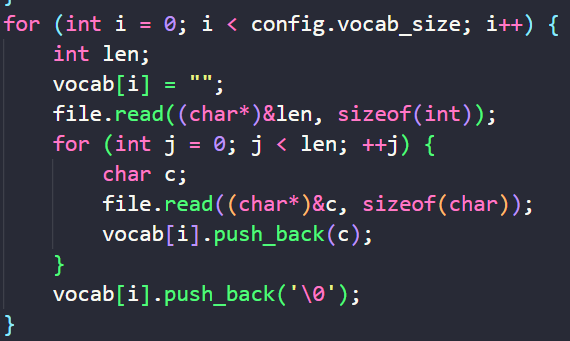 }
for (int i = 0; i < config.vocab_size; i++) {
    int len;
    vocab[i] = "";
    file.read((char*)&len, sizeof(int));
    for (int j = 0; j < len; ++j) {
        char c;
        file.read((char*)&c, sizeof(char));
        vocab[i].push_back(c);
    }
    vocab[i].push_back('\0');
}